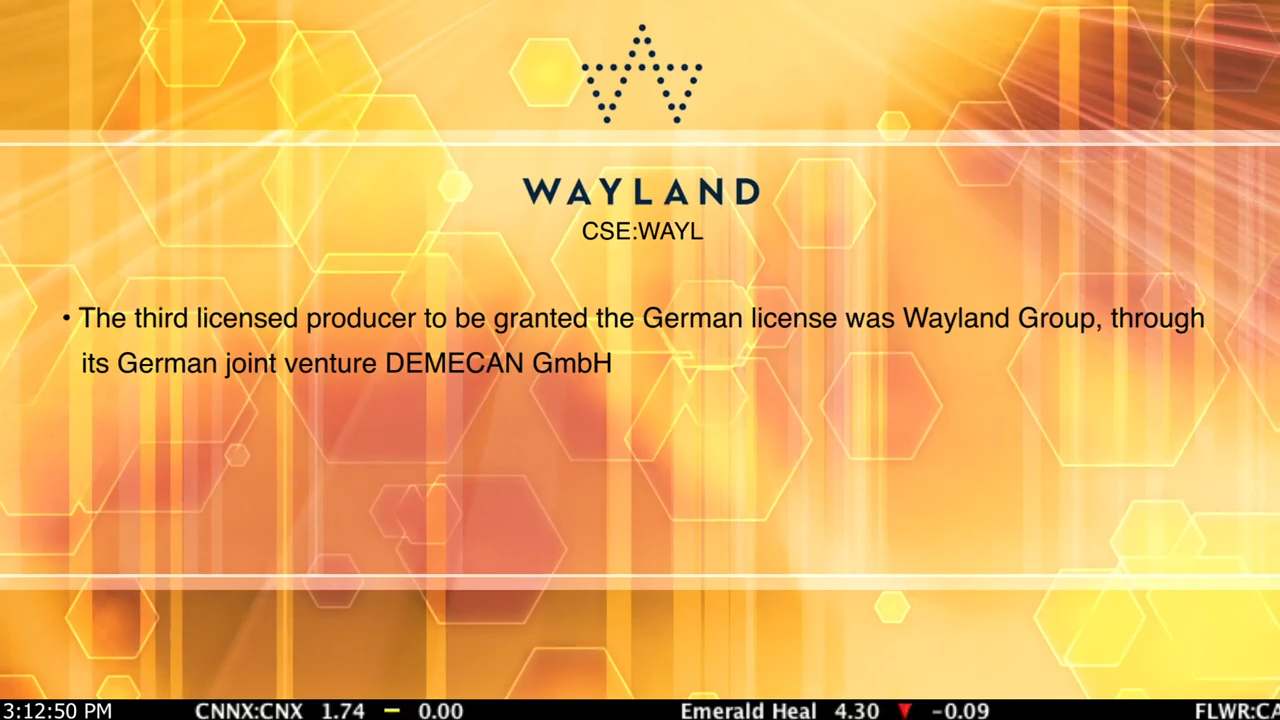 WAYLAND
CSE:WAYL
• The third licensed producer to be granted the German license was Wayland Group, through
its German joint venture DEMECAN GmbH
3:12:50 PM CNNX:CNX 1.74 0.00 Emerald Heal 4.30 ▼ -0.09 FLWR:CA